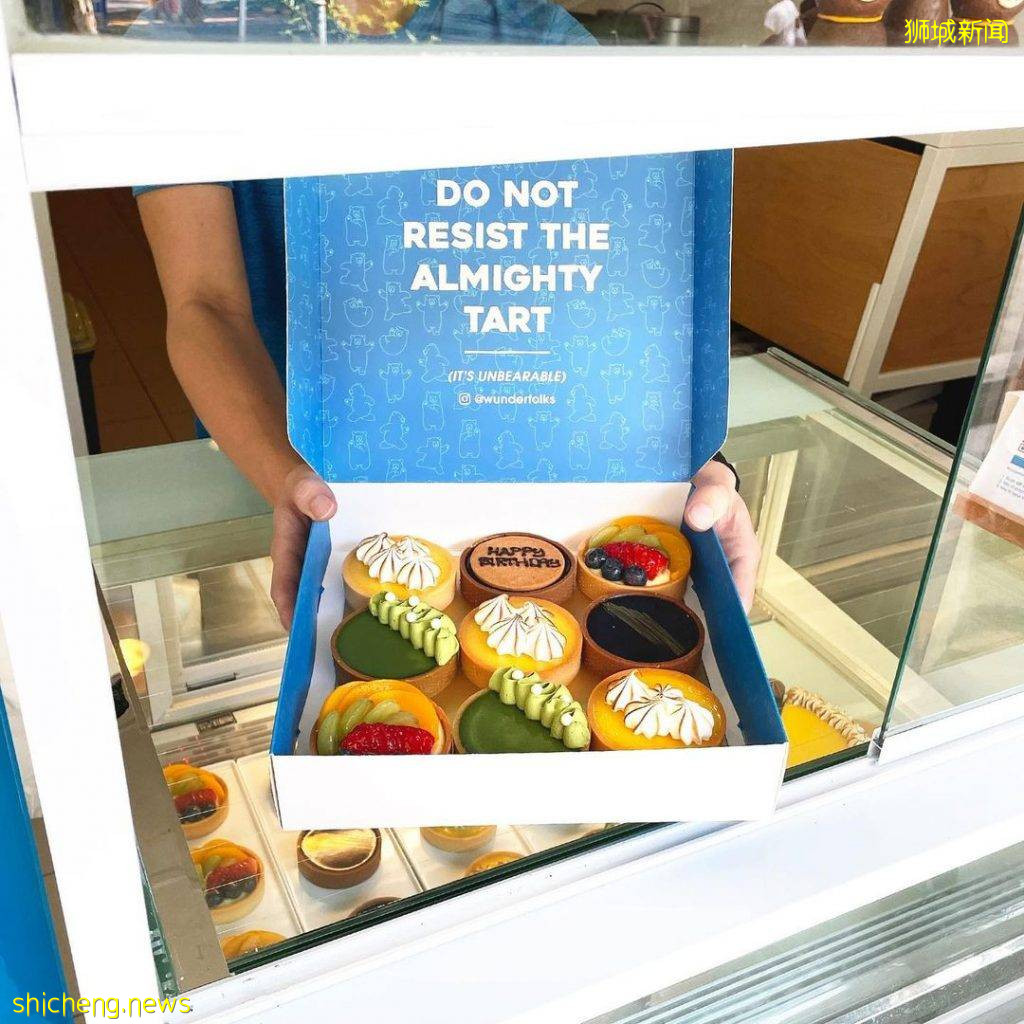 狮城新闻
DO NOT
RESIST THE
ALMIGHTY
TART
(IT'S UNBEARABLE)
@wunderfolks
HAPPY
BIRTHDAY
shicheng.news